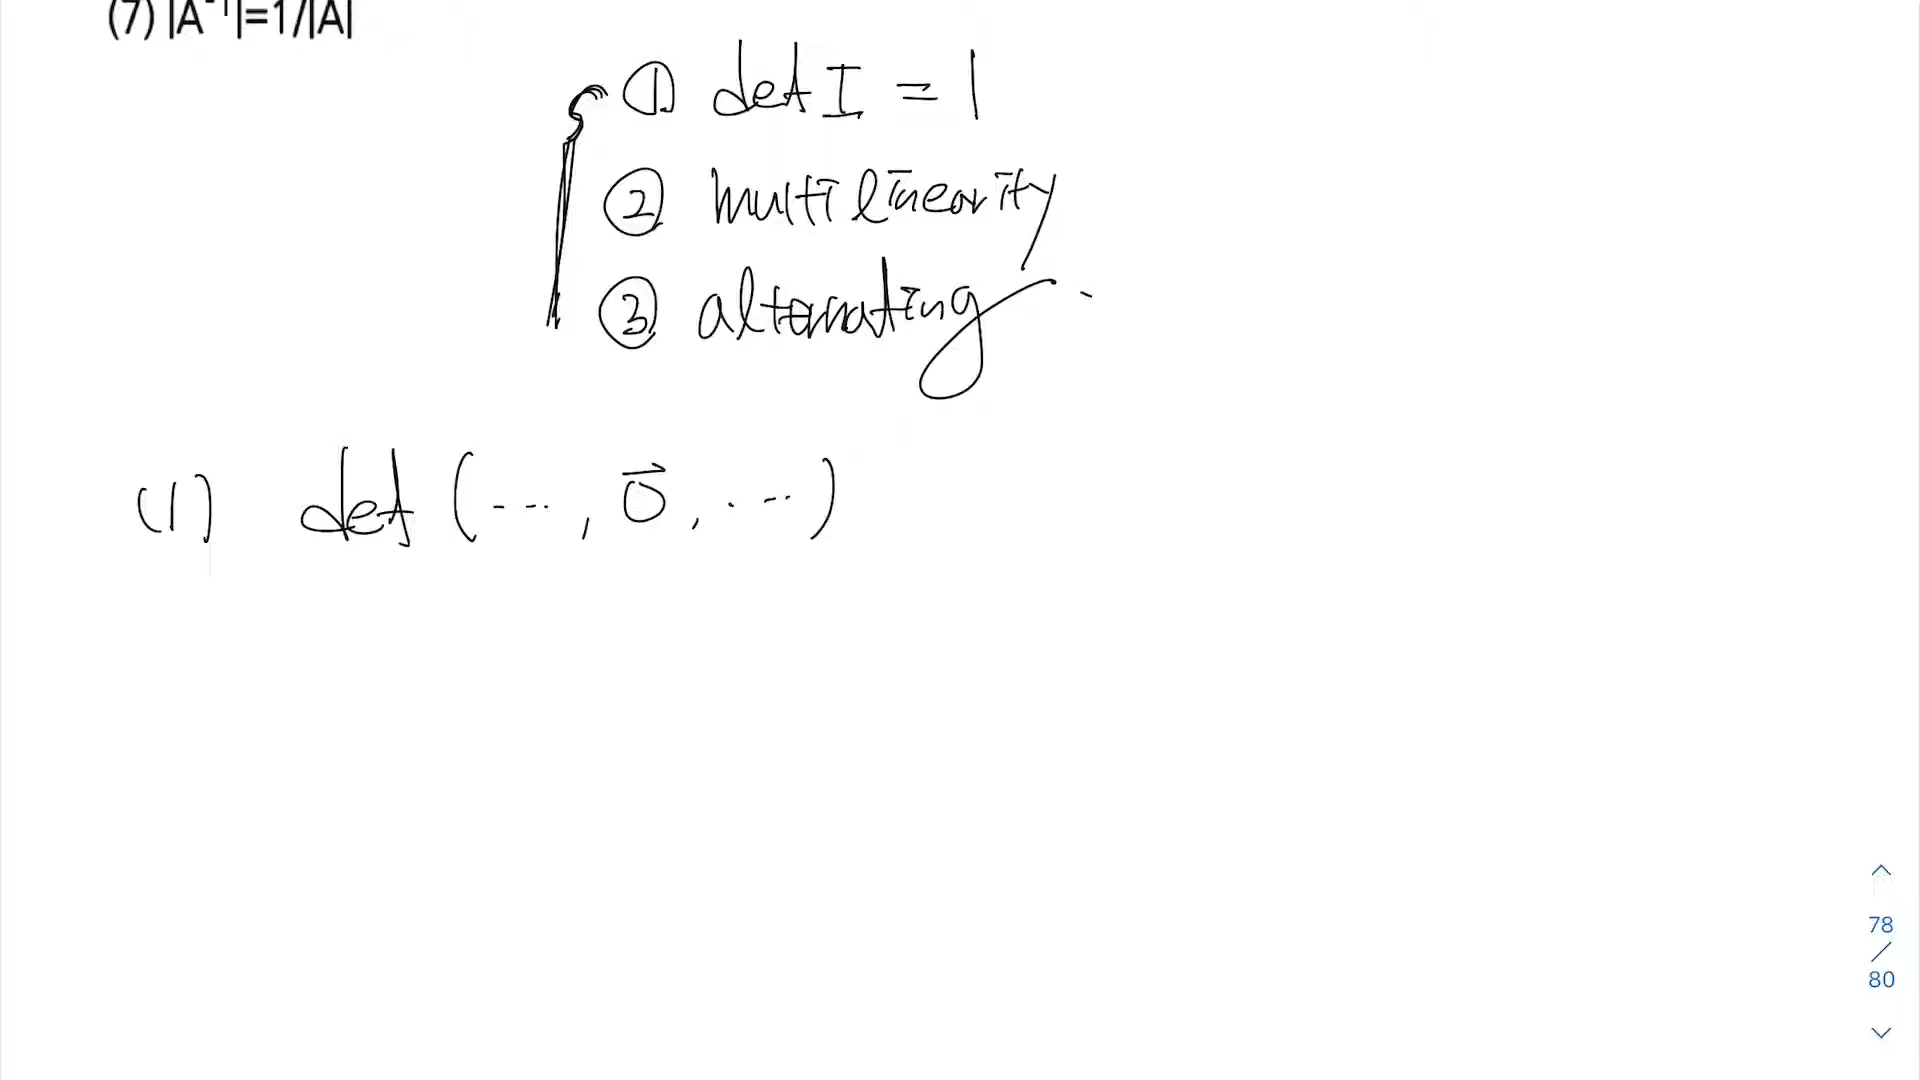 (7) |A⁻¹|=1/|A|
① det I = 1
② multilinearity
③ alternating.
(1) det (---, 0⃗, ---)
78
/
80